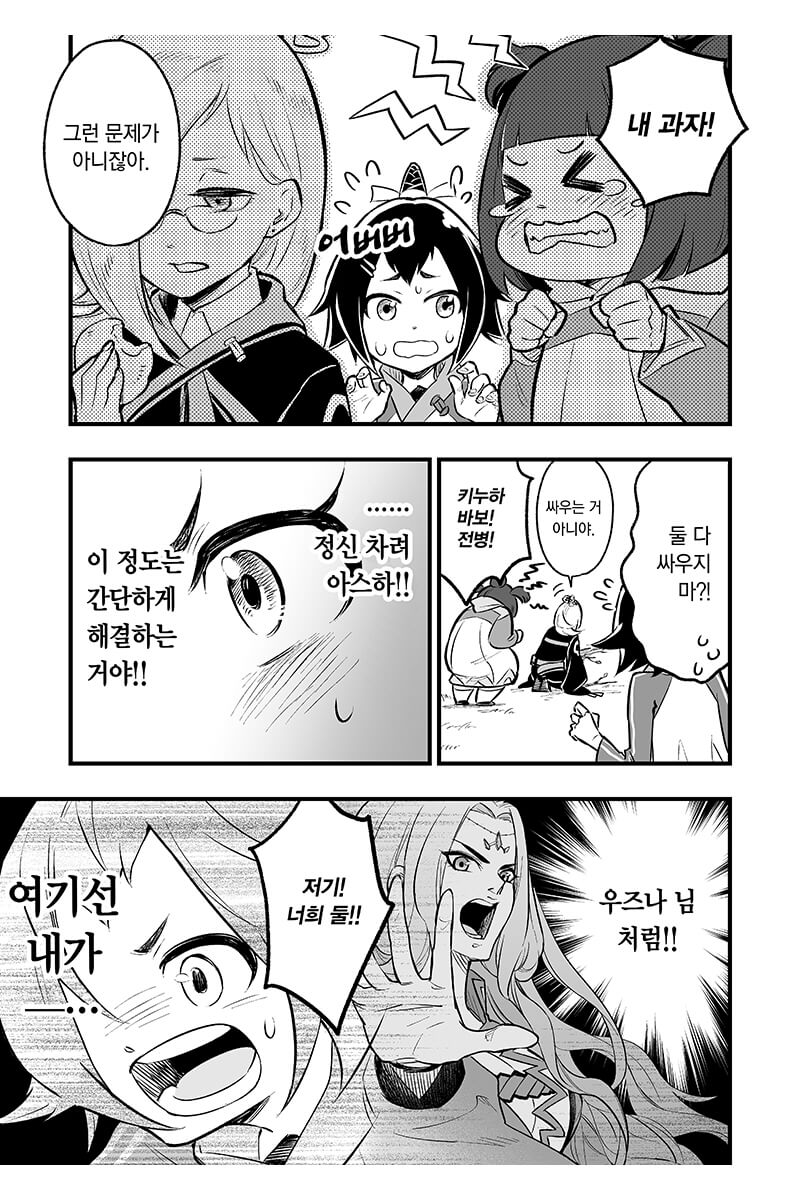 내 과자!
그런 문제가
아니잖아.
어버버
둘 다
싸우지
마?!
싸우는 거
아니야.
키누하
바보!
전병!
……
정신 차려
아스하!!
이 정도는
간단하게
해결하는
거야!!
우즈나 님
처럼!!
저기!
너희 둘!!
여기선
내가
―…